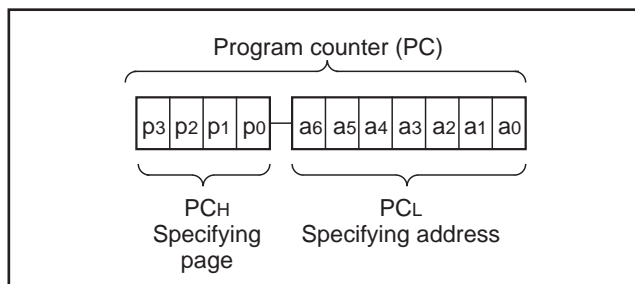 Program counter (PC)
p3 p2 p1 p0 a6 a5 a4 a3 a2 a1 a0
PCH PCL
Specifying page Specifying address